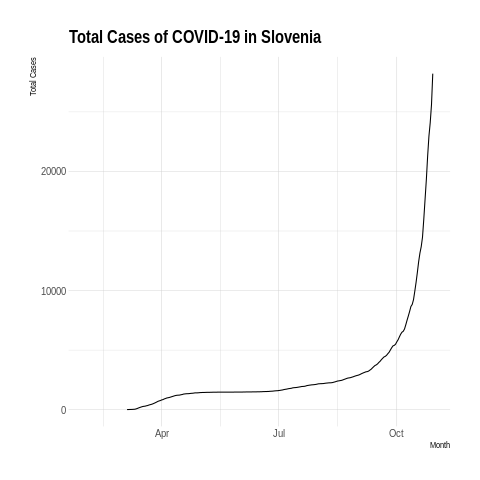 Total Cases of COVID-19 in Slovenia
Total Cases
20000
10000
0
Apr Jul Oct
Month